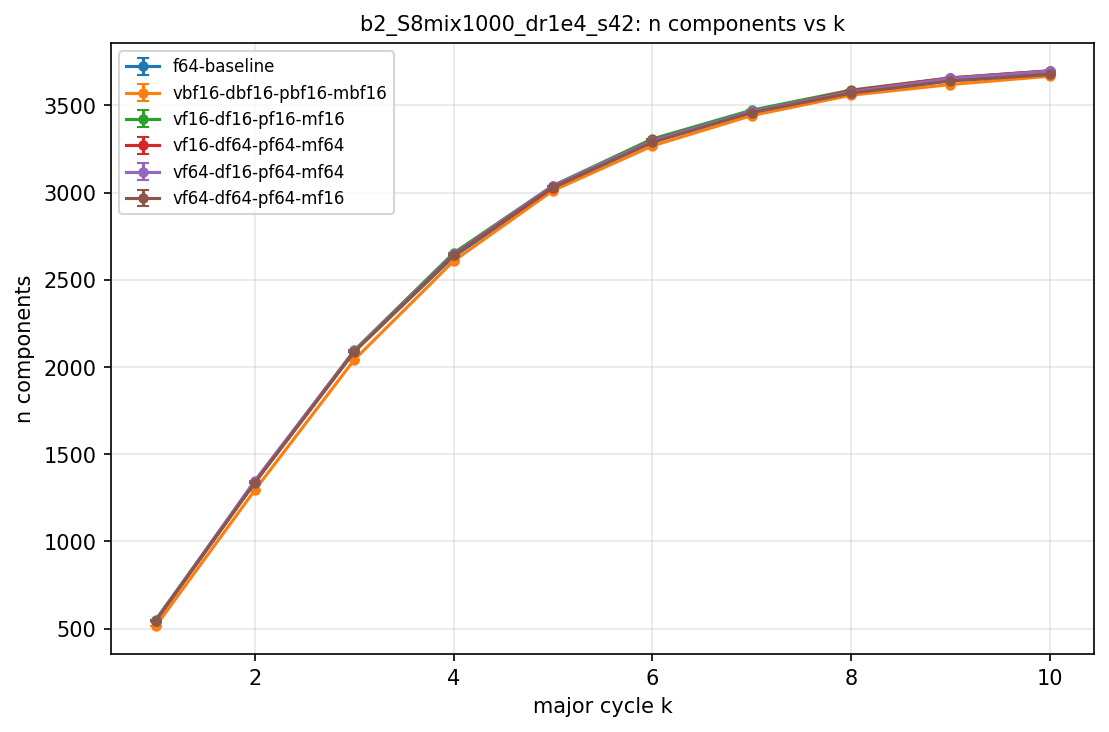 b2_S8mix1000_dr1e4_s42: n components vs k
f64-baseline
vbf16-dbf16-pbf16-mbf16
vf16-df16-pf16-mf16
vf16-df64-pf64-mf64
vf64-df16-pf64-mf64
vf64-df64-pf64-mf16
n components
3500
3000
2500
2000
1500
1000
500
2 4 6 8 10
major cycle k